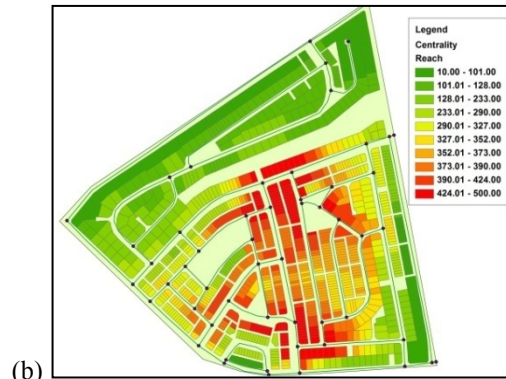 Legend
Centrality
Reach
10.00 - 101.00
101.01 - 128.00
128.01 - 233.00
233.01 - 290.00
290.01 - 327.00
327.01 - 352.00
352.01 - 373.00
373.01 - 390.00
390.01 - 424.00
424.01 - 500.00
(b)